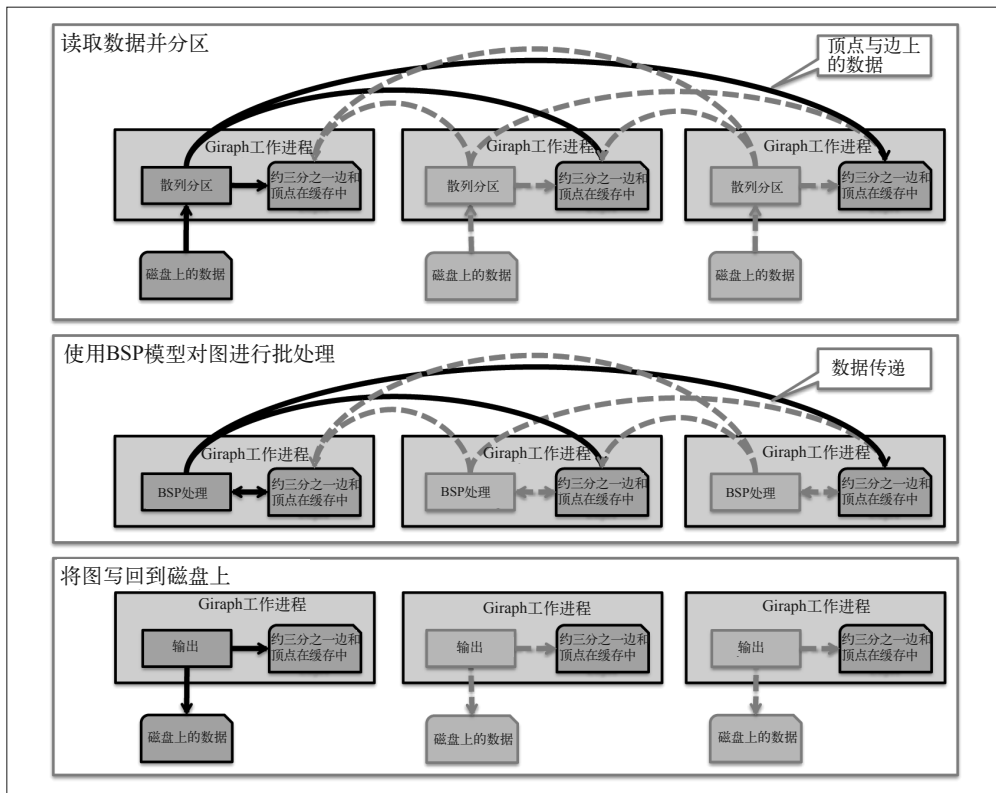 读取数据并分区
顶点与边上
的数据
Giraph工作进程
Giraph工作进程
Giraph工作进程
散列分区
约三分之一边和
顶点在缓存中
散列分区
约三分之一边和
顶点在缓存中
散列分区
约三分之一边和
顶点在缓存中
磁盘上的数据
磁盘上的数据
磁盘上的数据
使用BSP模型对图进行批处理
数据传递
Giraph工作进程
Giraph工作进程
Giraph工作进程
BSP处理
约三分之一边和
顶点在缓存中
BSP处理
约三分之一边和
顶点在缓存中
BSP处理
约三分之一边和
顶点在缓存中
将图写回到磁盘上
Giraph工作进程
Giraph工作进程
Giraph工作进程
输出
约三分之一边和
顶点在缓存中
输出
约三分之一边和
顶点在缓存中
输出
约三分之一边和
顶点在缓存中
磁盘上的数据
磁盘上的数据
磁盘上的数据